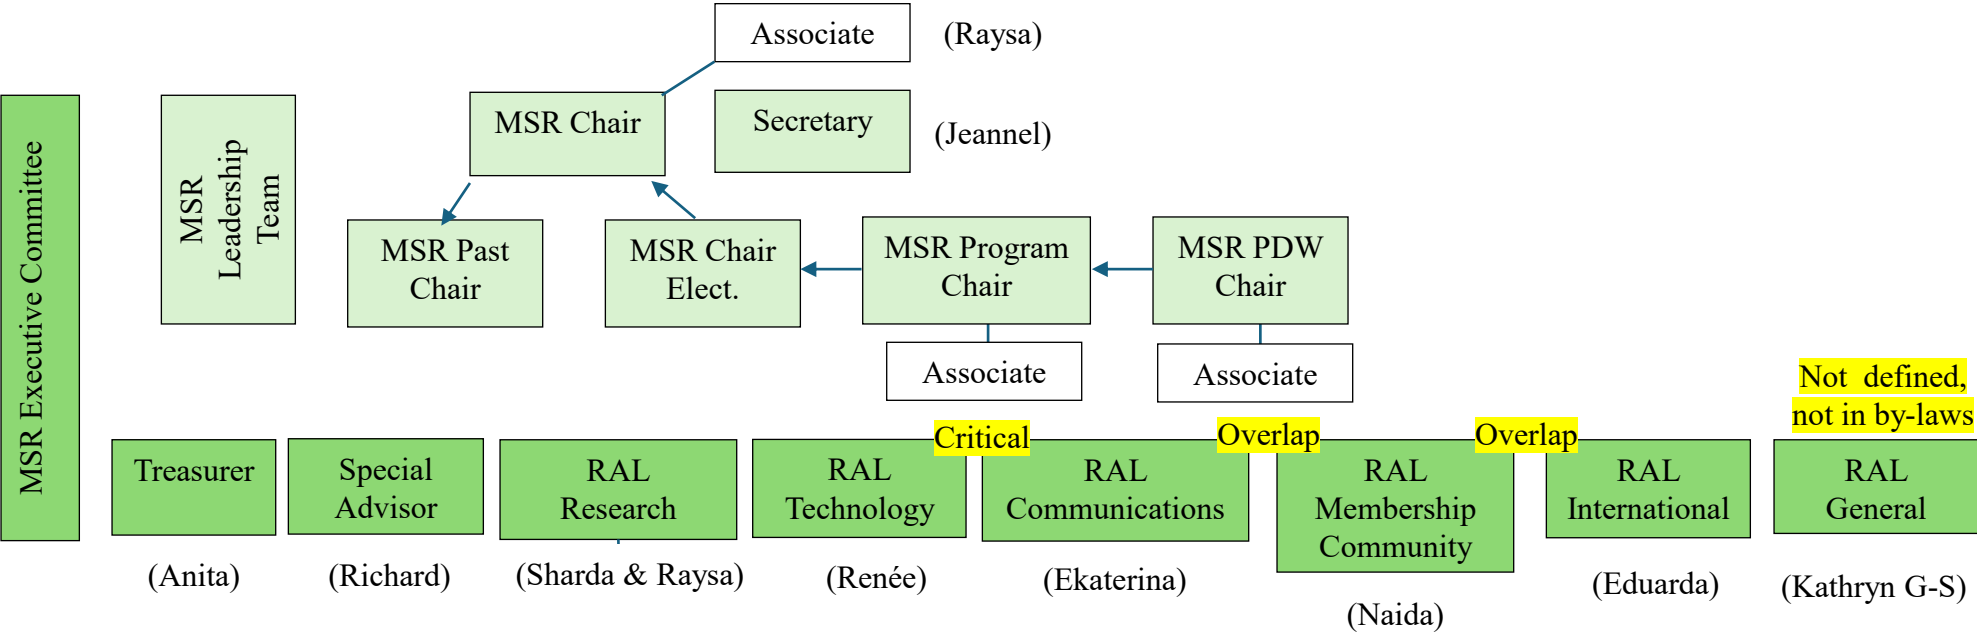 Associate
(Raysa)
MSR Executive Committee
MSR
Leadership
Team
MSR Chair
Secretary
(Jeannel)
MSR Past
Chair
MSR Chair
Elect.
MSR Program
Chair
MSR PDW
Chair
Associate
Associate
Not defined,
not in by-laws
Critical
Overlap
Overlap
Treasurer
Special
Advisor
RAL
Research
RAL
Technology
RAL
Communications
RAL
Membership
Community
RAL
International
RAL
General
(Anita)
(Richard)
(Sharda & Raysa)
(Renée)
(Ekaterina)
(Naida)
(Eduarda)
(Kathryn G-S)